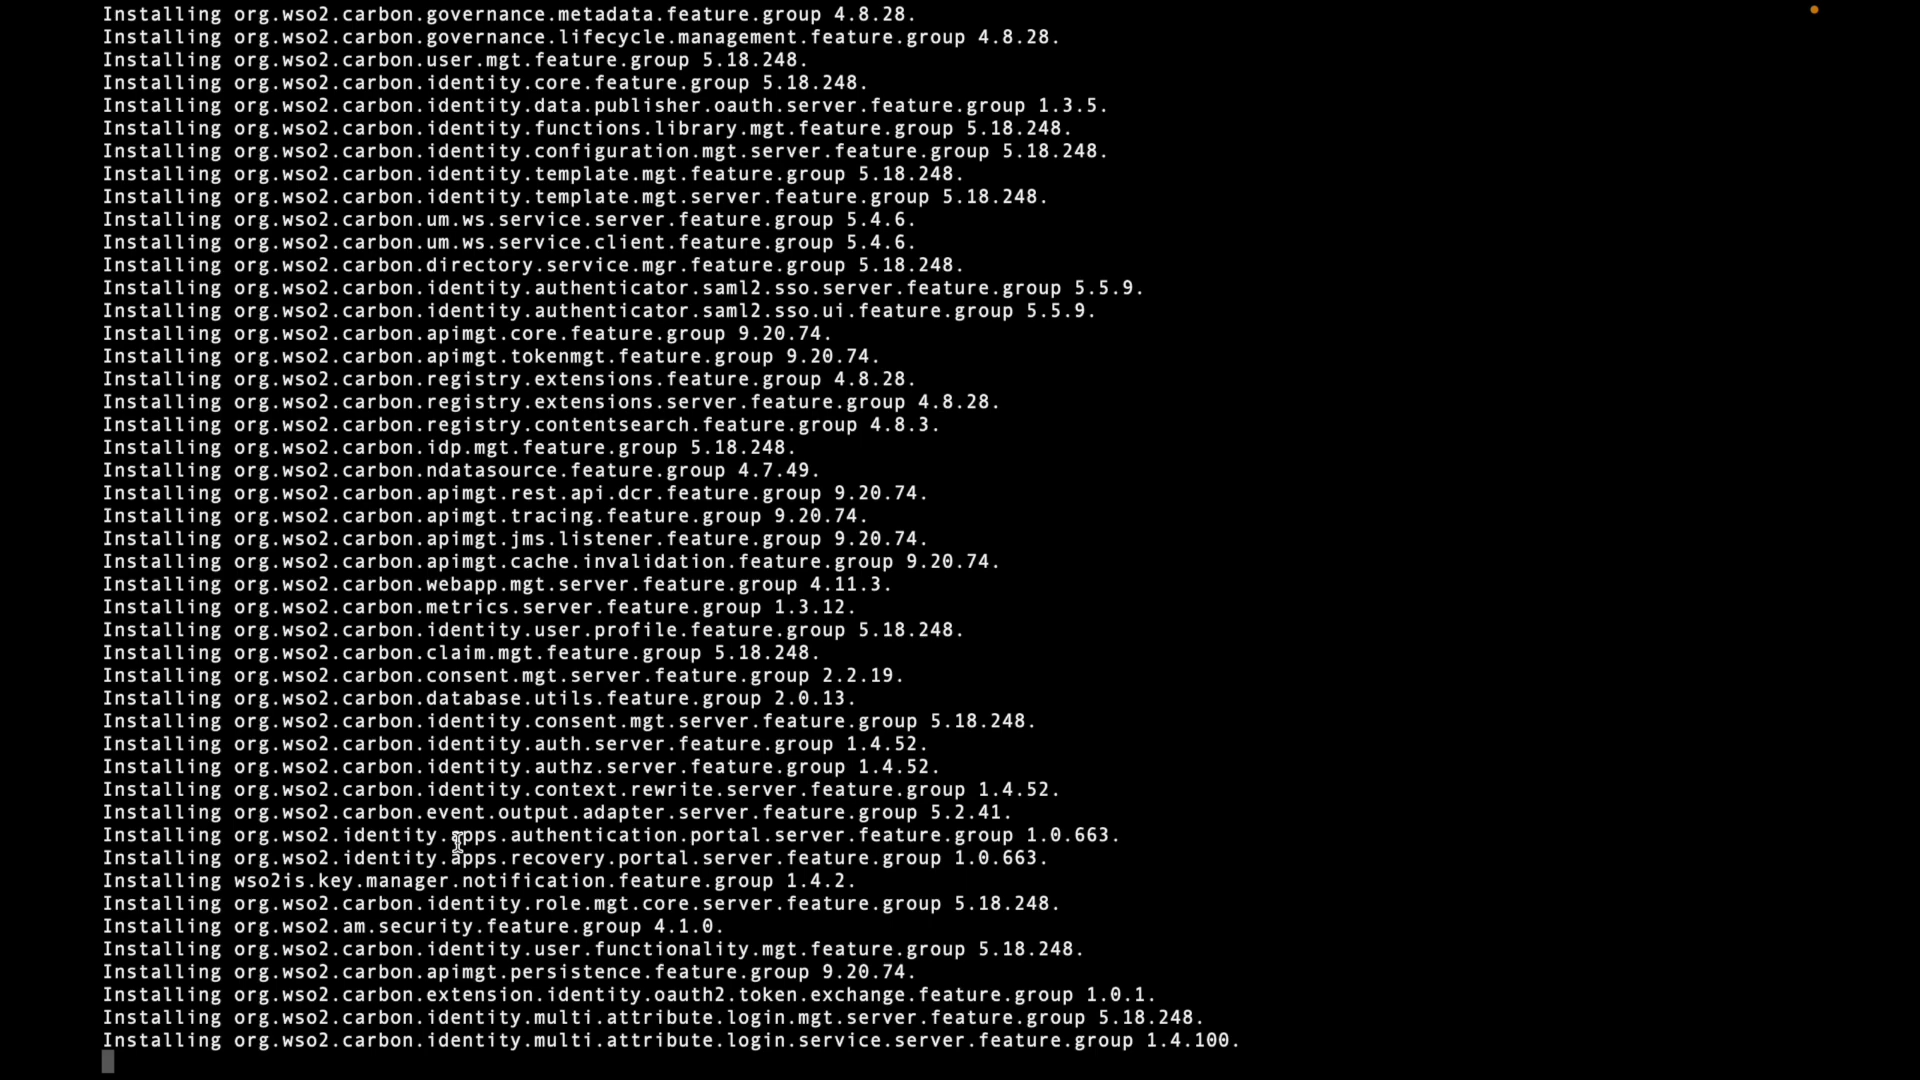 Installing org.wso2.carbon.governance.metadata.feature.group 4.8.28.
Installing org.wso2.carbon.governance.lifecycle.management.feature.group 4.8.28.
Installing org.wso2.carbon.user.mgt.feature.group 5.18.248.
Installing org.wso2.carbon.identity.core.feature.group 5.18.248.
Installing org.wso2.carbon.identity.data.publisher.oauth.server.feature.group 1.3.5.
Installing org.wso2.carbon.identity.functions.library.mgt.feature.group 5.18.248.
Installing org.wso2.carbon.identity.configuration.mgt.server.feature.group 5.18.248.
Installing org.wso2.carbon.identity.template.mgt.feature.group 5.18.248.
Installing org.wso2.carbon.identity.template.mgt.server.feature.group 5.18.248.
Installing org.wso2.carbon.um.ws.service.server.feature.group 5.4.6.
Installing org.wso2.carbon.um.ws.service.client.feature.group 5.4.6.
Installing org.wso2.carbon.directory.service.mgr.feature.group 5.18.248.
Installing org.wso2.carbon.identity.authenticator.saml2.sso.server.feature.group 5.5.9.
Installing org.wso2.carbon.identity.authenticator.saml2.sso.ui.feature.group 5.5.9.
Installing org.wso2.carbon.apimgt.core.feature.group 9.20.74.
Installing org.wso2.carbon.apimgt.tokenmgt.feature.group 9.20.74.
Installing org.wso2.carbon.registry.extensions.feature.group 4.8.28.
Installing org.wso2.carbon.registry.extensions.server.feature.group 4.8.28.
Installing org.wso2.carbon.registry.contentsearch.feature.group 4.8.3.
Installing org.wso2.carbon.idp.mgt.feature.group 5.18.248.
Installing org.wso2.carbon.ndatasource.feature.group 4.7.49.
Installing org.wso2.carbon.apimgt.rest.api.dcr.feature.group 9.20.74.
Installing org.wso2.carbon.apimgt.tracing.feature.group 9.20.74.
Installing org.wso2.carbon.apimgt.jms.listener.feature.group 9.20.74.
Installing org.wso2.carbon.apimgt.cache.invalidation.feature.group 9.20.74.
Installing org.wso2.carbon.webapp.mgt.server.feature.group 4.11.3.
Installing org.wso2.carbon.metrics.server.feature.group 1.3.12.
Installing org.wso2.carbon.identity.user.profile.feature.group 5.18.248.
Installing org.wso2.carbon.claim.mgt.feature.group 5.18.248.
Installing org.wso2.carbon.consent.mgt.server.feature.group 2.2.19.
Installing org.wso2.carbon.database.utils.feature.group 2.0.13.
Installing org.wso2.carbon.identity.consent.mgt.server.feature.group 5.18.248.
Installing org.wso2.carbon.identity.auth.server.feature.group 1.4.52.
Installing org.wso2.carbon.identity.authz.server.feature.group 1.4.52.
Installing org.wso2.carbon.identity.context.rewrite.server.feature.group 1.4.52.
Installing org.wso2.carbon.event.output.adapter.server.feature.group 5.2.41.
Installing org.wso2.identity.apps.authentication.portal.server.feature.group 1.0.663.
Installing org.wso2.identity.apps.recovery.portal.server.feature.group 1.0.663.
Installing wso2is.key.manager.notification.feature.group 1.4.2.
Installing org.wso2.carbon.identity.role.mgt.core.server.feature.group 5.18.248.
Installing org.wso2.am.security.feature.group 4.1.0.
Installing org.wso2.carbon.identity.user.functionality.mgt.feature.group 5.18.248.
Installing org.wso2.carbon.apimgt.persistence.feature.group 9.20.74.
Installing org.wso2.carbon.extension.identity.oauth2.token.exchange.feature.group 1.0.1.
Installing org.wso2.carbon.identity.multi.attribute.login.mgt.server.feature.group 5.18.248.
Installing org.wso2.carbon.identity.multi.attribute.login.service.server.feature.group 1.4.100.